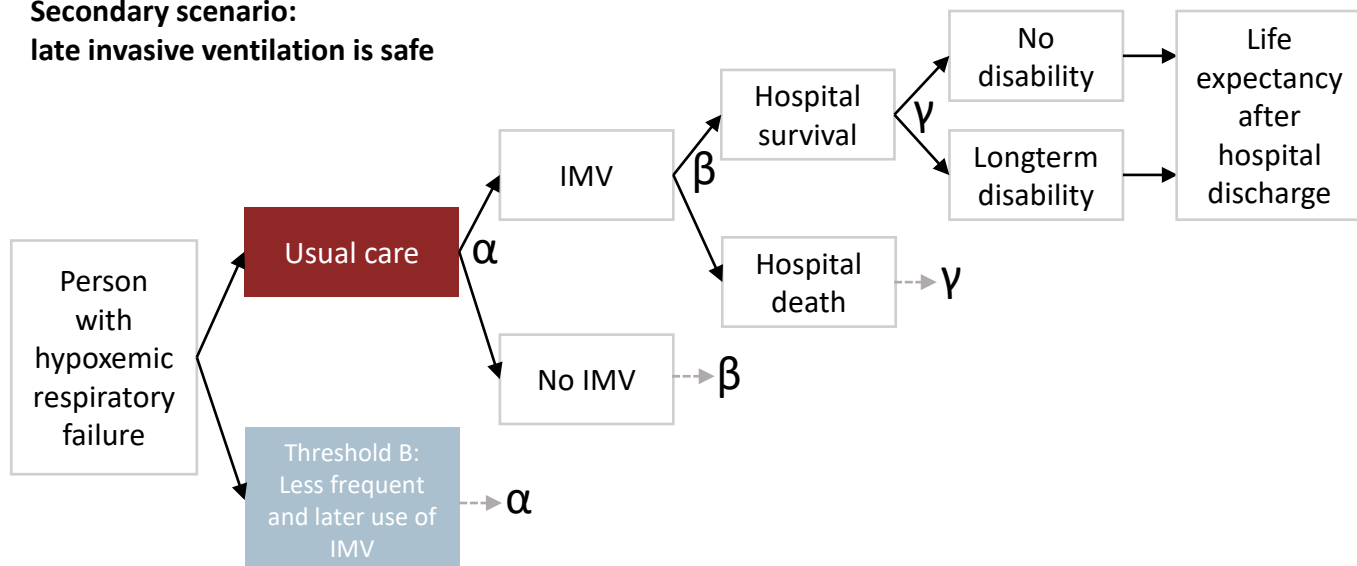 Secondary scenario:
late invasive ventilation is safe
Person
with
hypoxemic
respiratory
failure
Usual care
Threshold B:
Less frequent
and later use of
IMV
α
α
IMV
No IMV
β
β
Hospital
survival
Hospital
death
γ
γ
No
disability
Longterm
disability
Life
expectancy
after
hospital
discharge